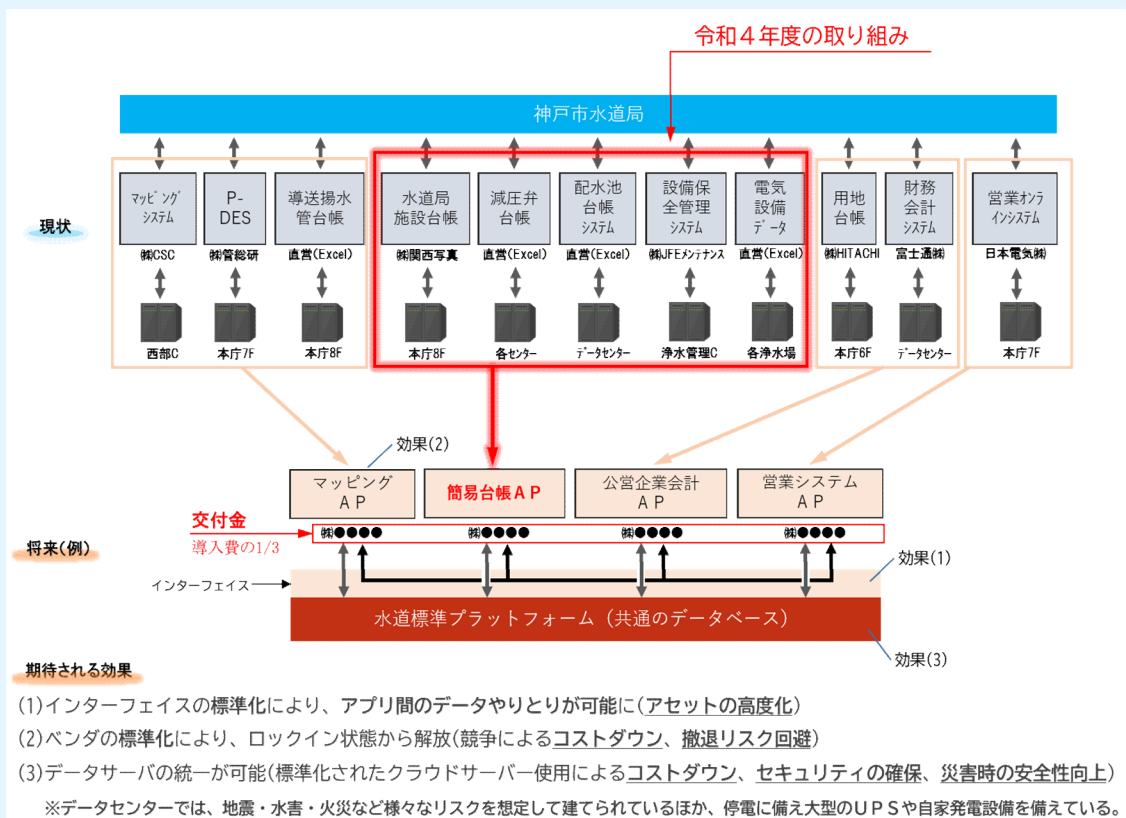 令和４年度の取り組み
神戸市水道局
現状
ﾏｯﾋﾟﾝｸﾞ
ｼｽﾃﾑ
㈱CSC
西部C
P-
DES
㈱管総研
本庁7F
導送揚水
管台帳
直営(Excel)
本庁8F
水道局
施設台帳
㈱関西写真
本庁8F
減圧弁
台帳
直営(Excel)
各センター
配水池
台帳
ｼｽﾃﾑ
直営(Excel)
ﾃﾞｰﾀｾﾝﾀｰ
設備保
全管理
ｼｽﾃﾑ
㈱JFEﾒﾝﾃﾅﾝｽ
浄水管理C
電気
設備
ﾃﾞｰﾀ
直営(Excel)
各浄水場
用地
台帳
㈱HITACHI
本庁6F
財務
会計
ｼｽﾃﾑ
富士通㈱
ﾃﾞｰﾀｾﾝﾀｰ
営業ｵﾝﾗ
ｲﾝｼｽﾃﾑ
日本電気㈱
本庁7F
効果(2)
マッピング
ＡＰ
簡易台帳ＡＰ
公営企業会計
ＡＰ
営業システム
ＡＰ
交付金
導入費の1/3
㈱●●●●
㈱●●●●
㈱●●●●
㈱●●●●
将来(例)
効果(1)
インターフェイス
水道標準プラットフォーム（共通のデータベース）
効果(3)
期待される効果
(1)インターフェイスの標準化により、アプリ間のデータやりとりが可能に(アセットの高度化)
(2)ベンダの標準化により、ロックイン状態から解放(競争によるコストダウン、撤退リスク回避)
(3)データサーバの統一が可能(標準化されたクラウドサーバー使用によるコストダウン、セキュリティの確保、災害時の安全性向上)
※データセンターでは、地震・水害・火災など様々なリスクを想定して建てられているほか、停電に備え大型のＵＰＳや自家発電設備を備えている。